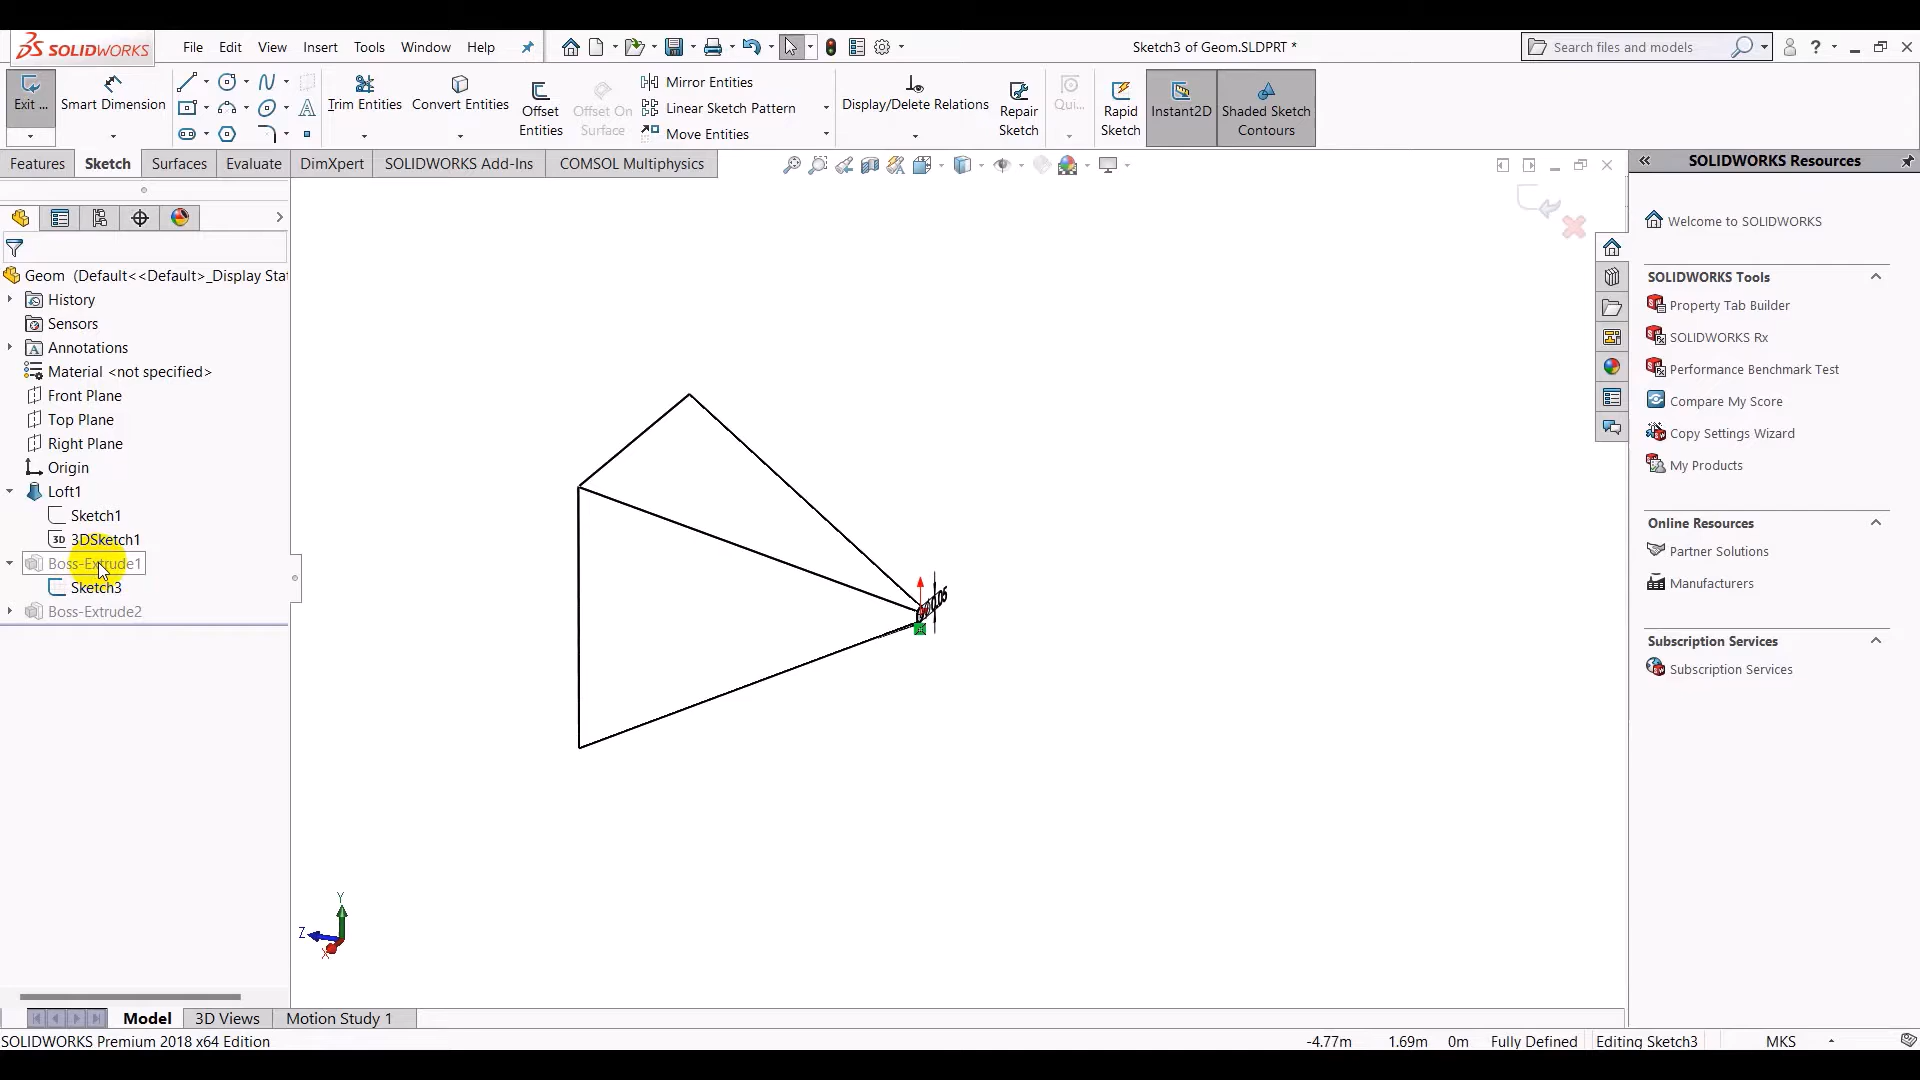 SOLIDWORKS
File Edit View Insert Tools Window Help
Sketch3 of Geom.SLDPRT *
Search files and models
Exit ...
Smart Dimension
Trim Entities
Convert Entities
Offset Entities
Offset On Surface
Mirror Entities
Linear Sketch Pattern
Move Entities
Display/Delete Relations
Repair Sketch
Qui...
Rapid Sketch
Instant2D
Shaded Sketch Contours
Features Sketch Surfaces Evaluate DimXpert SOLIDWORKS Add-Ins COMSOL Multiphysics
Geom (Default<<Default>_Display Sta
History
Sensors
Annotations
Material <not specified>
Front Plane
Top Plane
Right Plane
Origin
Loft1
Sketch1
3D 3DSketch1
Boss-Extrude1
Sketch3
Boss-Extrude2
Y
Z
X
SOLIDWORKS Resources
Welcome to SOLIDWORKS
SOLIDWORKS Tools
Property Tab Builder
SOLIDWORKS Rx
Performance Benchmark Test
Compare My Score
Copy Settings Wizard
My Products
Online Resources
Partner Solutions
Manufacturers
Subscription Services
Subscription Services
Model 3D Views Motion Study 1
SOLIDWORKS Premium 2018 x64 Edition
-4.77m 1.69m 0m Fully Defined Editing Sketch3 MKS